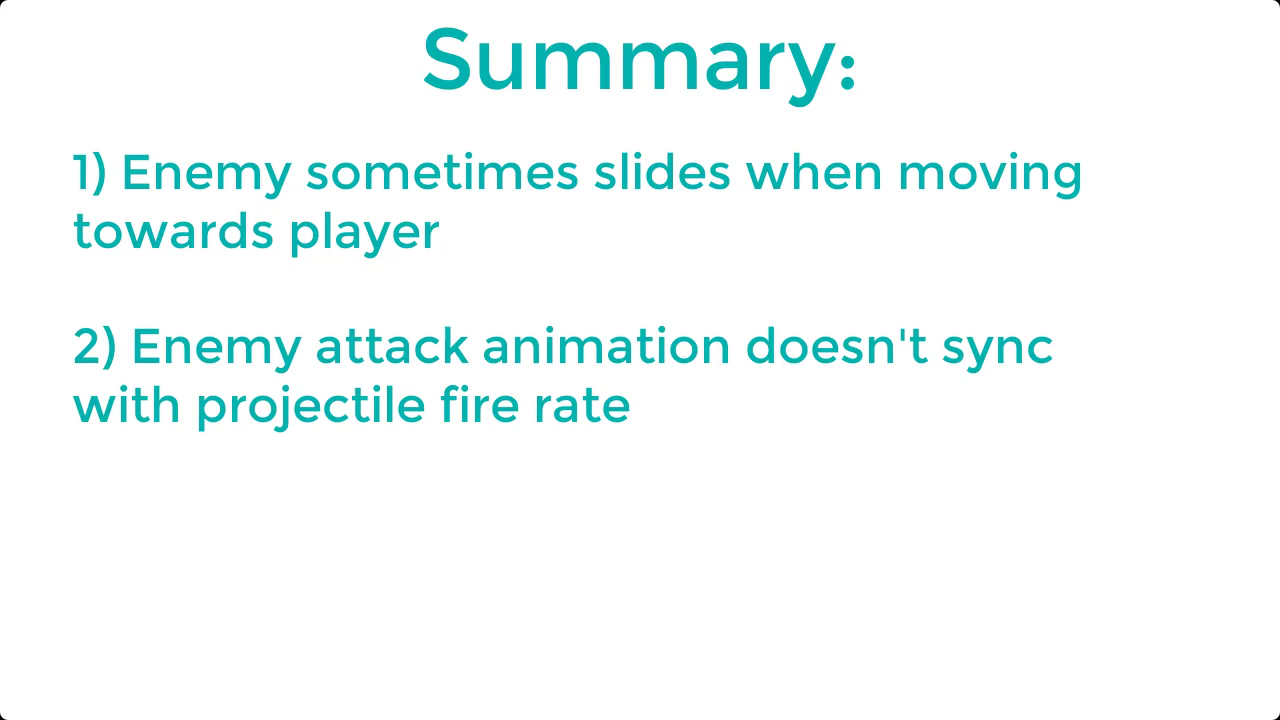 Summary:
1) Enemy sometimes slides when moving
towards player
2) Enemy attack animation doesn't sync
with projectile fire rate